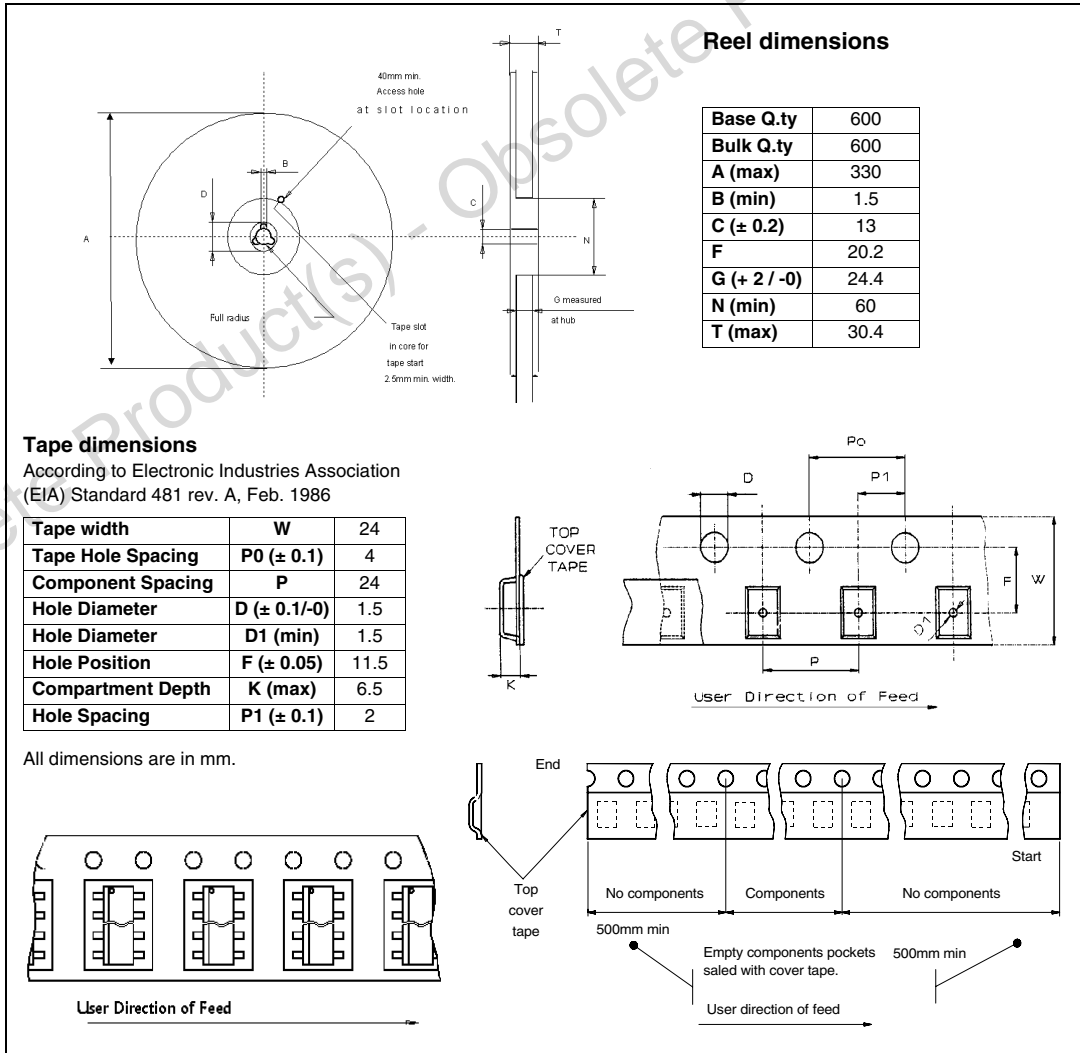 Obsolete Product(s) - Obsolete
Reel dimensions
T
40mm min.
Access hole
at slot location
B
D
A
C
N
Full radius
Tape slot
in core for
tape start
2.5mm min. width.
G measured
at hub
Base Q.ty 600
Bulk Q.ty 600
A (max) 330
B (min) 1.5
C (± 0.2) 13
F 20.2
G (+ 2 / -0) 24.4
N (min) 60
T (max) 30.4
Tape dimensions
According to Electronic Industries Association
(EIA) Standard 481 rev. A, Feb. 1986
Tape width W 24
Tape Hole Spacing P0 (± 0.1) 4
Component Spacing P 24
Hole Diameter D (± 0.1/-0) 1.5
Hole Diameter D1 (min) 1.5
Hole Position F (± 0.05) 11.5
Compartment Depth K (max) 6.5
Hole Spacing P1 (± 0.1) 2
All dimensions are in mm.
TOP
COVER
TAPE
K
Po
D
P1
F
W
D1
P
User Direction of Feed
End
Start
Top
cover
tape
No components
Components
No components
500mm min
Empty components pockets
saled with cover tape.
500mm min
User direction of feed
User Direction of Feed